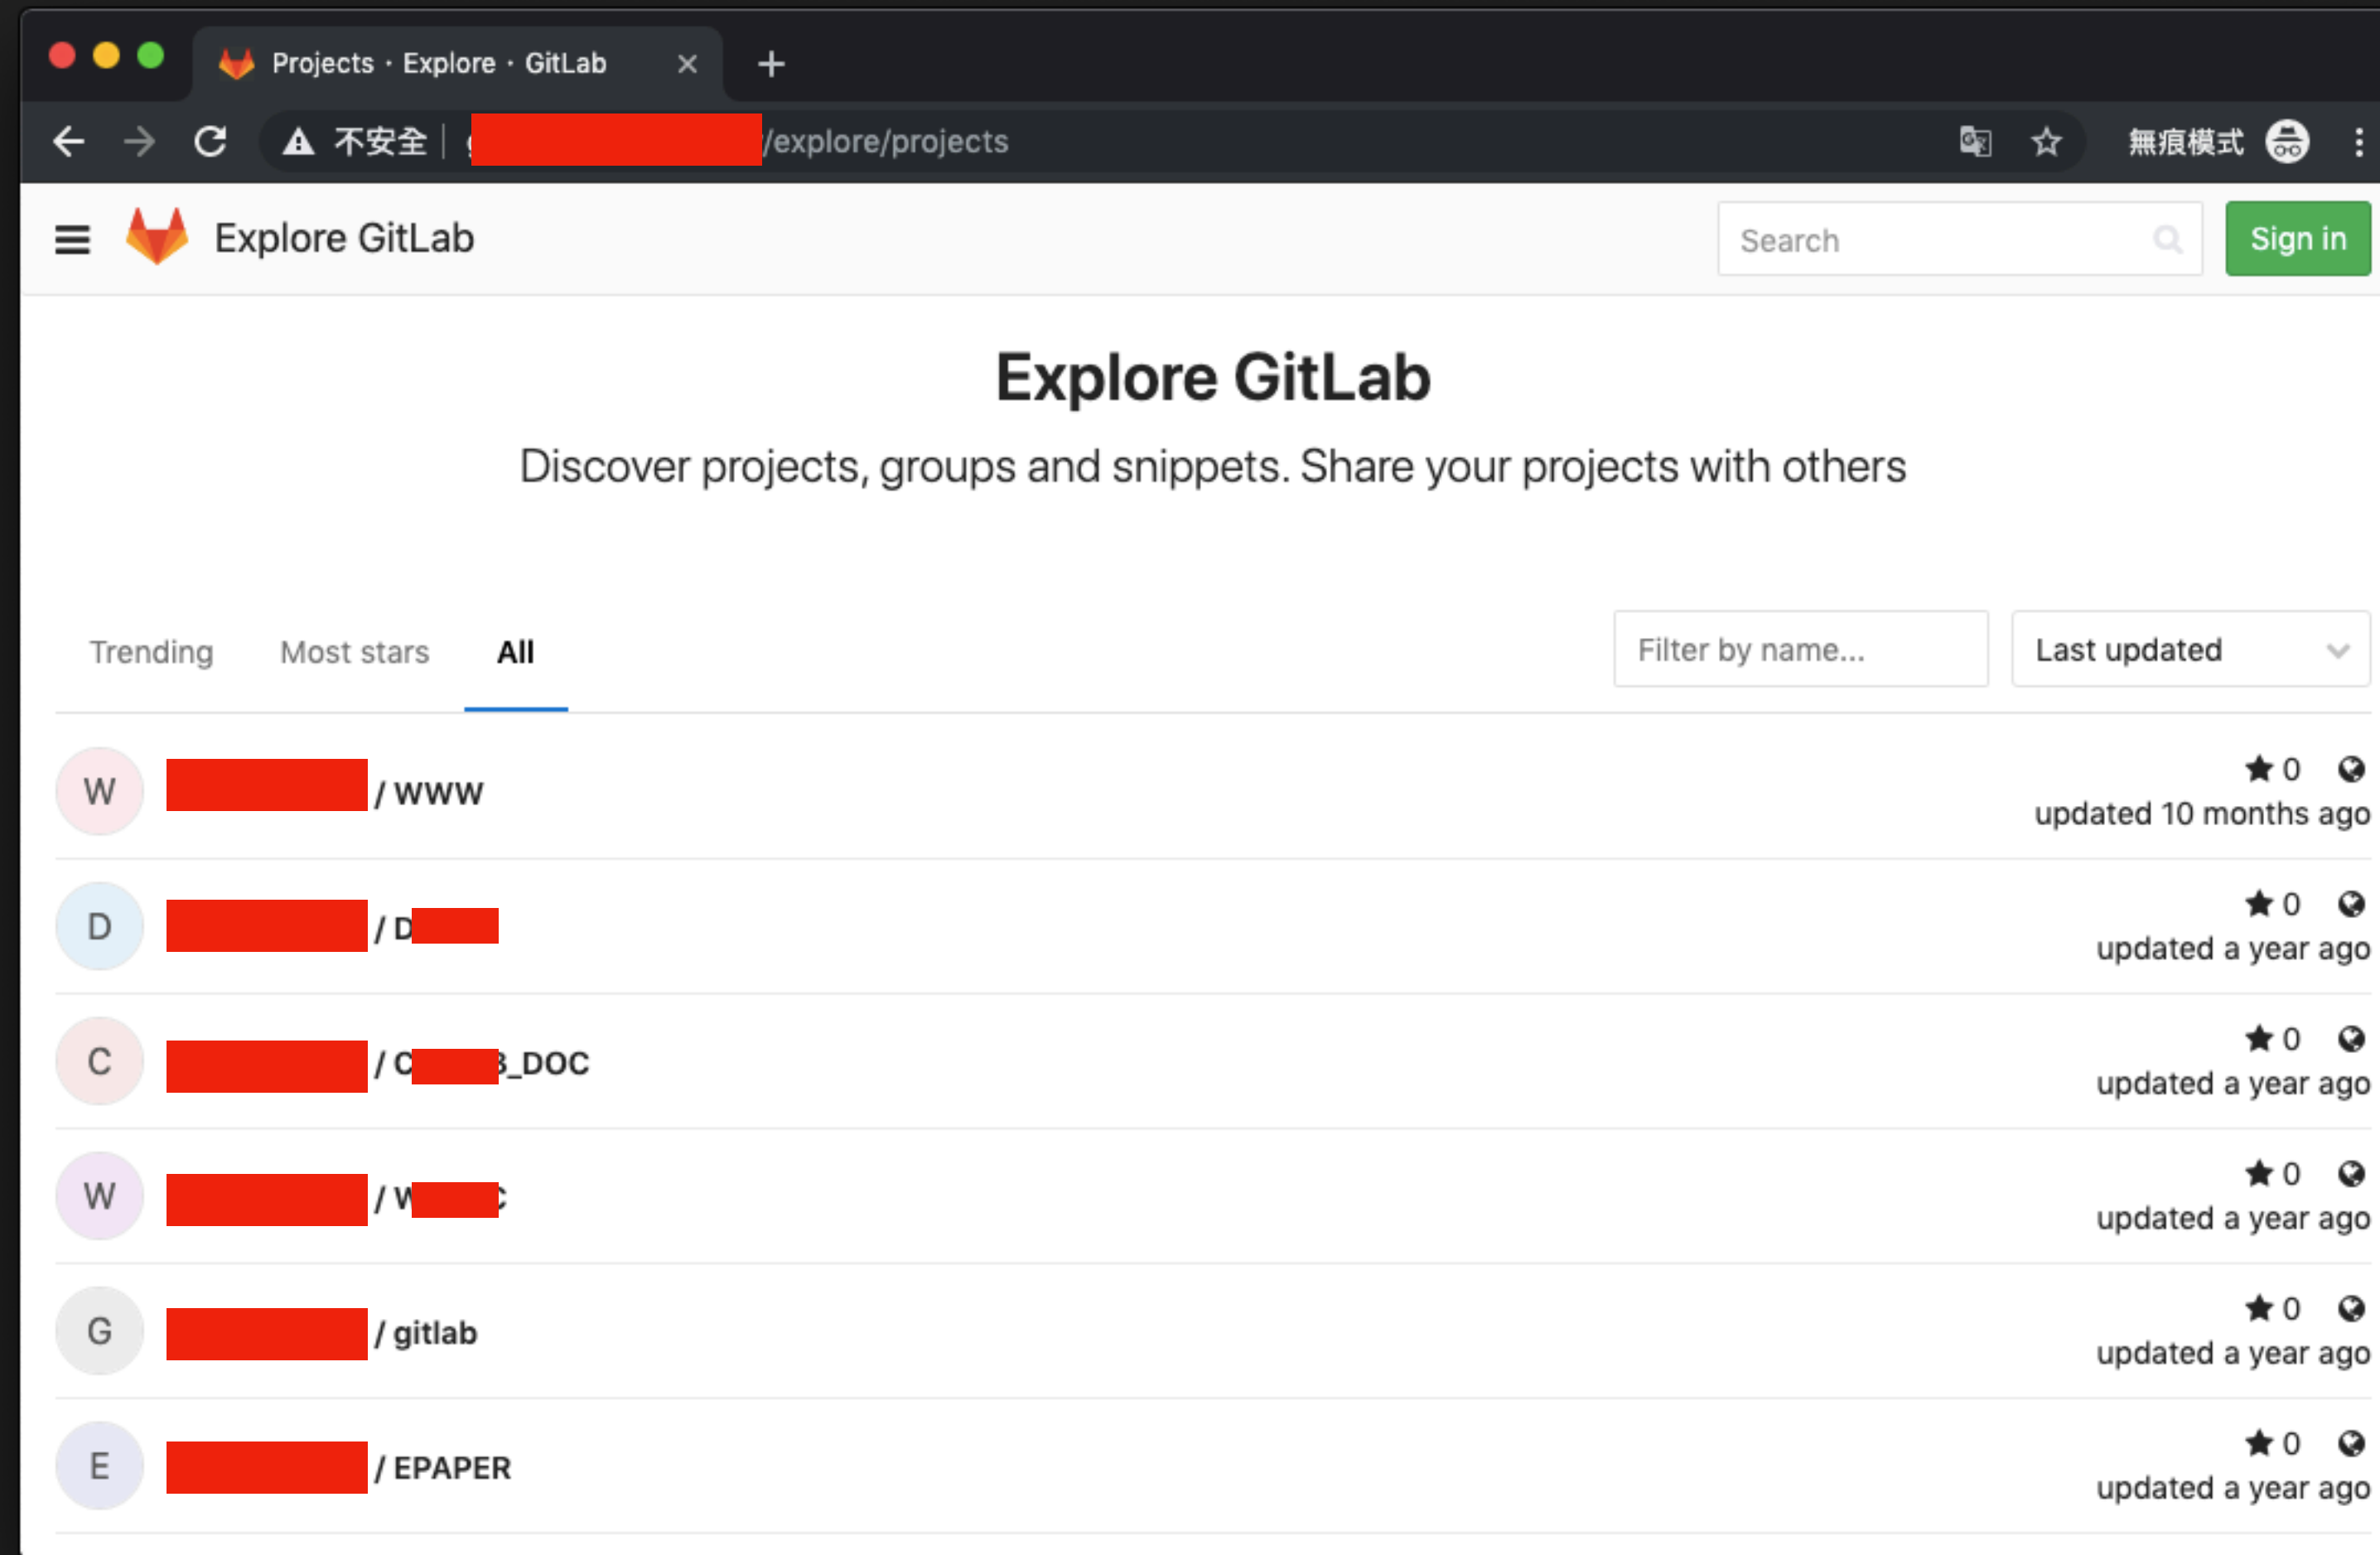 Projects · Explore · GitLab
不安全 /explore/projects 無痕模式
Explore GitLab Search Sign in
Explore GitLab
Discover projects, groups and snippets. Share your projects with others
Trending Most stars All Filter by name... Last updated
W / WWW 0
updated 10 months ago
D / D 0
updated a year ago
C / C _DOC 0
updated a year ago
W / W 0
updated a year ago
G / gitlab 0
updated a year ago
E / EPAPER 0
updated a year ago